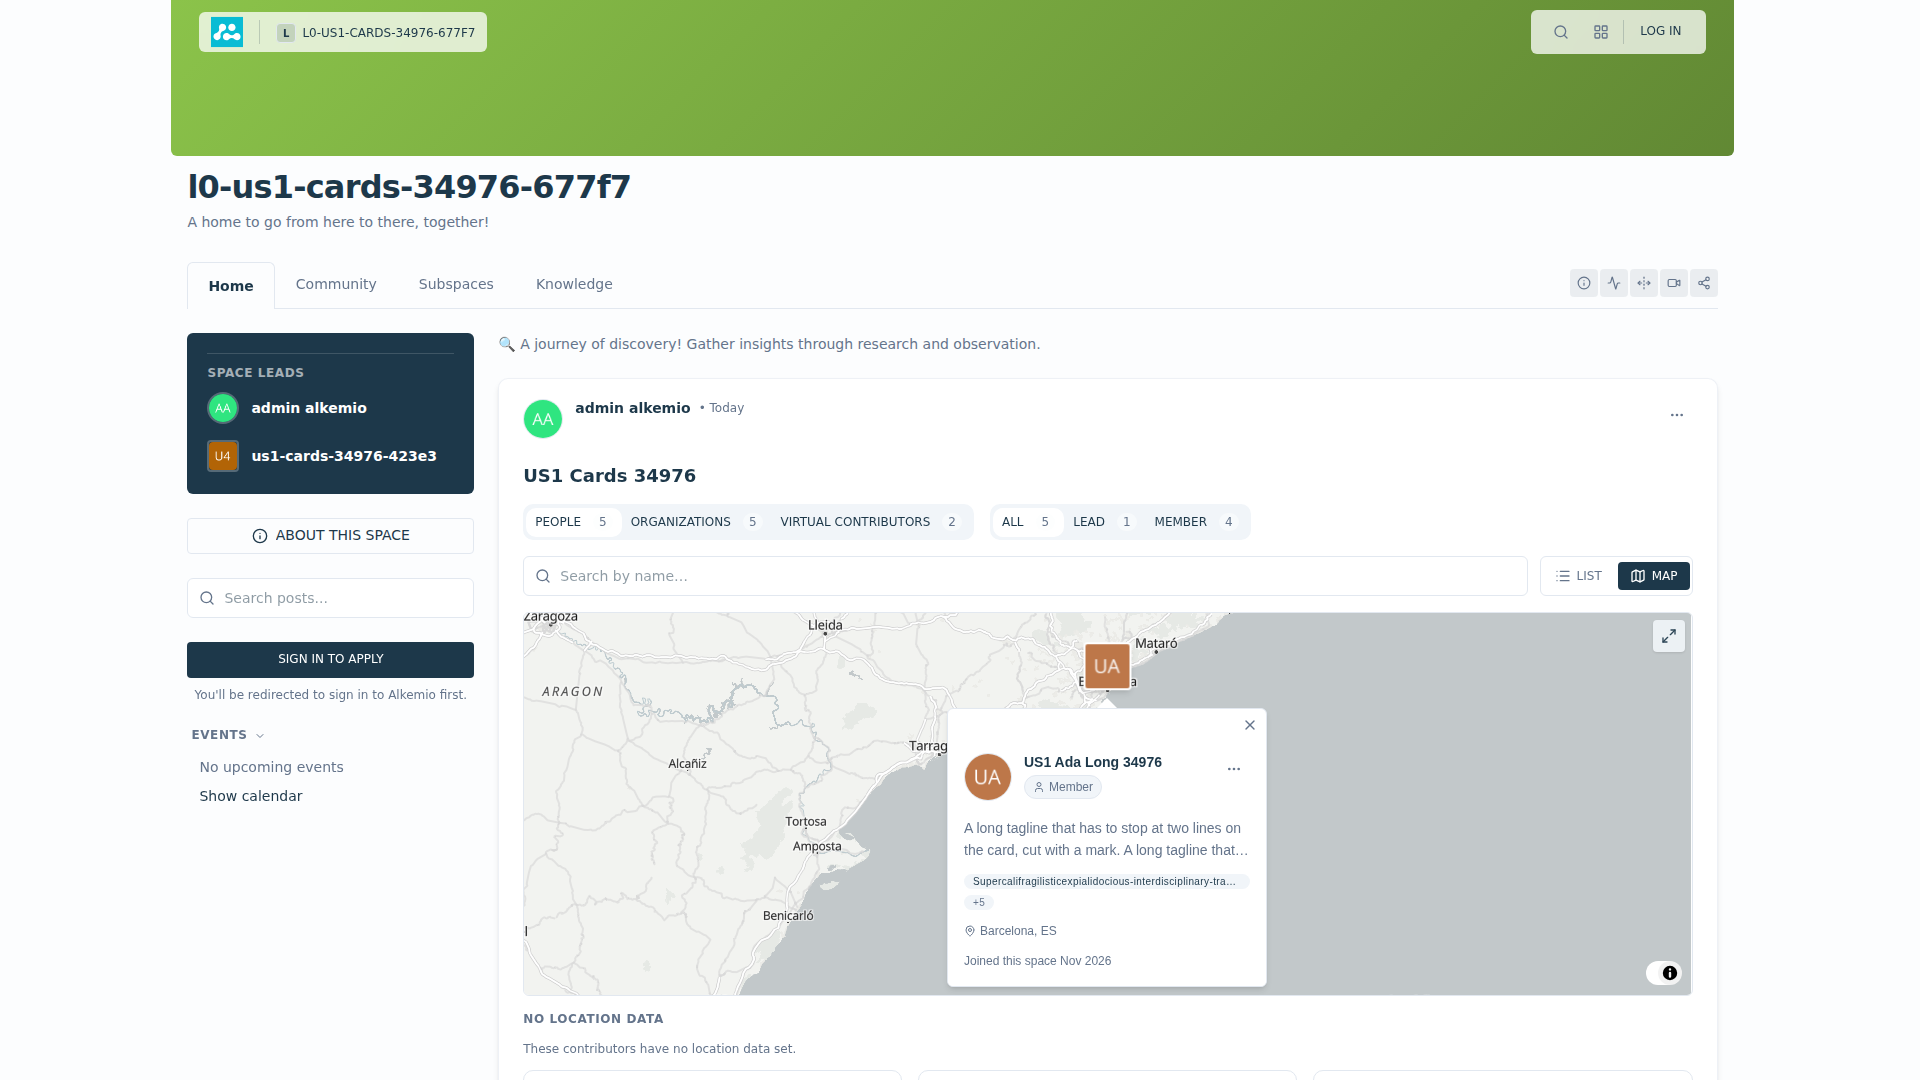 L L0-US1-CARDS-34976-677F7
LOG IN
l0-us1-cards-34976-677f7
A home to go from here to there, together!
Home
Community
Subspaces
Knowledge
SPACE LEADS
AA admin alkemio
U4 us1-cards-34976-423e3
ABOUT THIS SPACE
Search posts...
SIGN IN TO APPLY
You'll be redirected to sign in to Alkemio first.
EVENTS
No upcoming events
Show calendar
🔍 A journey of discovery! Gather insights through research and observation.
AA admin alkemio • Today
US1 Cards 34976
PEOPLE 5 ORGANIZATIONS 5 VIRTUAL CONTRIBUTORS 2
ALL 5 LEAD 1 MEMBER 4
Search by name...
LIST
MAP
Zaragoza
Lleida
Mataró
UA
ARAGON
Alcañiz
Tortosa
Amposta
Benicarló
UA
US1 Ada Long 34976
Member
A long tagline that has to stop at two lines on
the card, cut with a mark. A long tagline that…
Supercalifragilisticexpialidocious-interdisciplinary-tra…
+5
Barcelona, ES
Joined this space Nov 2026
NO LOCATION DATA
These contributors have no location data set.